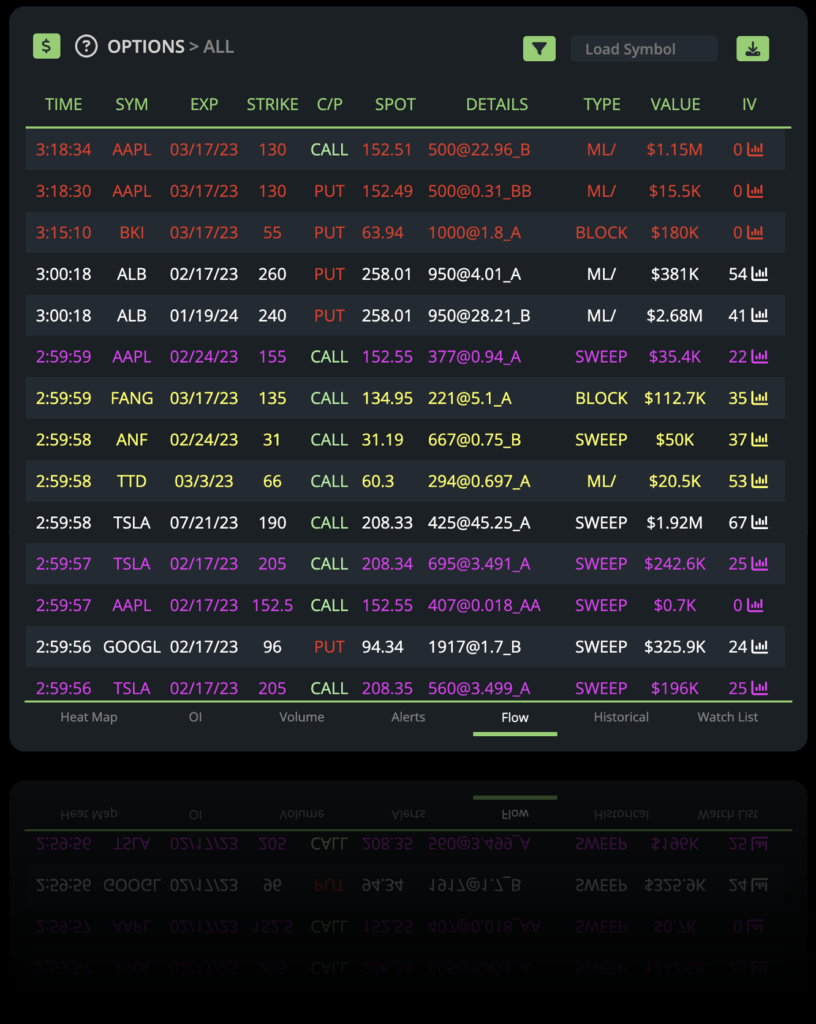 $ ? OPTIONS > ALL Load Symbol
TIME SYM EXP STRIKE C/P SPOT DETAILS TYPE VALUE IV
3:18:34 AAPL 03/17/23 130 CALL 152.51 500@22.96_B ML/ $1.15M 0
3:18:30 AAPL 03/17/23 130 PUT 152.49 500@0.31_BB ML/ $15.5K 0
3:15:10 BKI 03/17/23 55 PUT 63.94 1000@1.8_A BLOCK $180K 0
3:00:18 ALB 02/17/23 260 PUT 258.01 950@4.01_A ML/ $381K 54
3:00:18 ALB 01/19/24 240 PUT 258.01 950@28.21_B ML/ $2.68M 41
2:59:59 AAPL 02/24/23 155 CALL 152.55 377@0.94_A SWEEP $35.4K 22
2:59:59 FANG 03/17/23 135 CALL 134.95 221@5.1_A BLOCK $112.7K 35
2:59:58 ANF 02/24/23 31 CALL 31.19 667@0.75_B SWEEP $50K 37
2:59:58 TTD 03/3/23 66 CALL 60.3 294@0.697_A ML/ $20.5K 53
2:59:58 TSLA 07/21/23 190 CALL 208.33 425@45.25_A SWEEP $1.92M 67
2:59:57 TSLA 02/17/23 205 CALL 208.34 695@3.491_A SWEEP $242.6K 25
2:59:57 AAPL 02/17/23 152.5 CALL 152.55 407@0.018_AA SWEEP $0.7K 0
2:59:56 GOOGL 02/17/23 96 PUT 94.34 1917@1.7_B SWEEP $325.9K 24
2:59:56 TSLA 02/17/23 205 CALL 208.35 560@3.499_A SWEEP $196K 25
Heat Map OI Volume Alerts Flow Historical Watch List